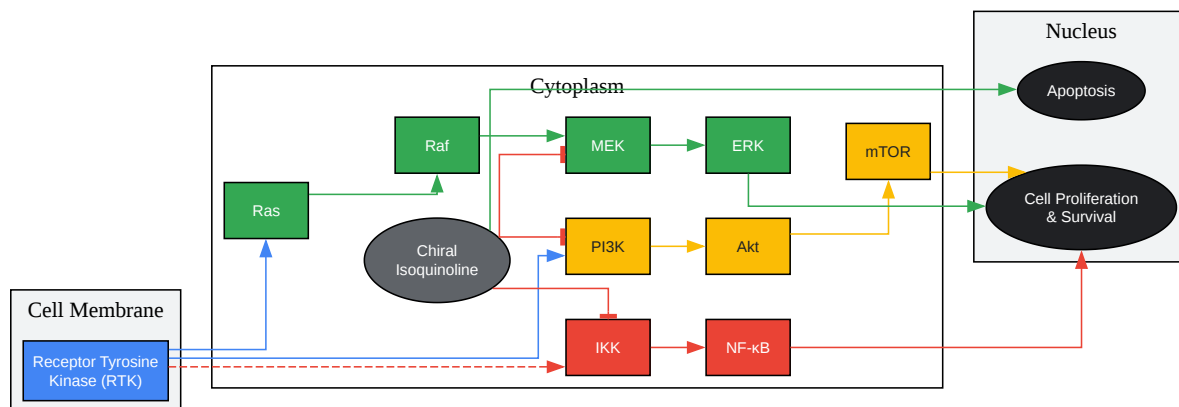 Nucleus
Cytoplasm
Apoptosis
Raf
MEK
ERK
mTOR
Ras
Cell Proliferation
& Survival
Chiral
Isoquinoline
PI3K
Akt
Cell Membrane
IKK
NF-κB
Receptor Tyrosine
Kinase (RTK)